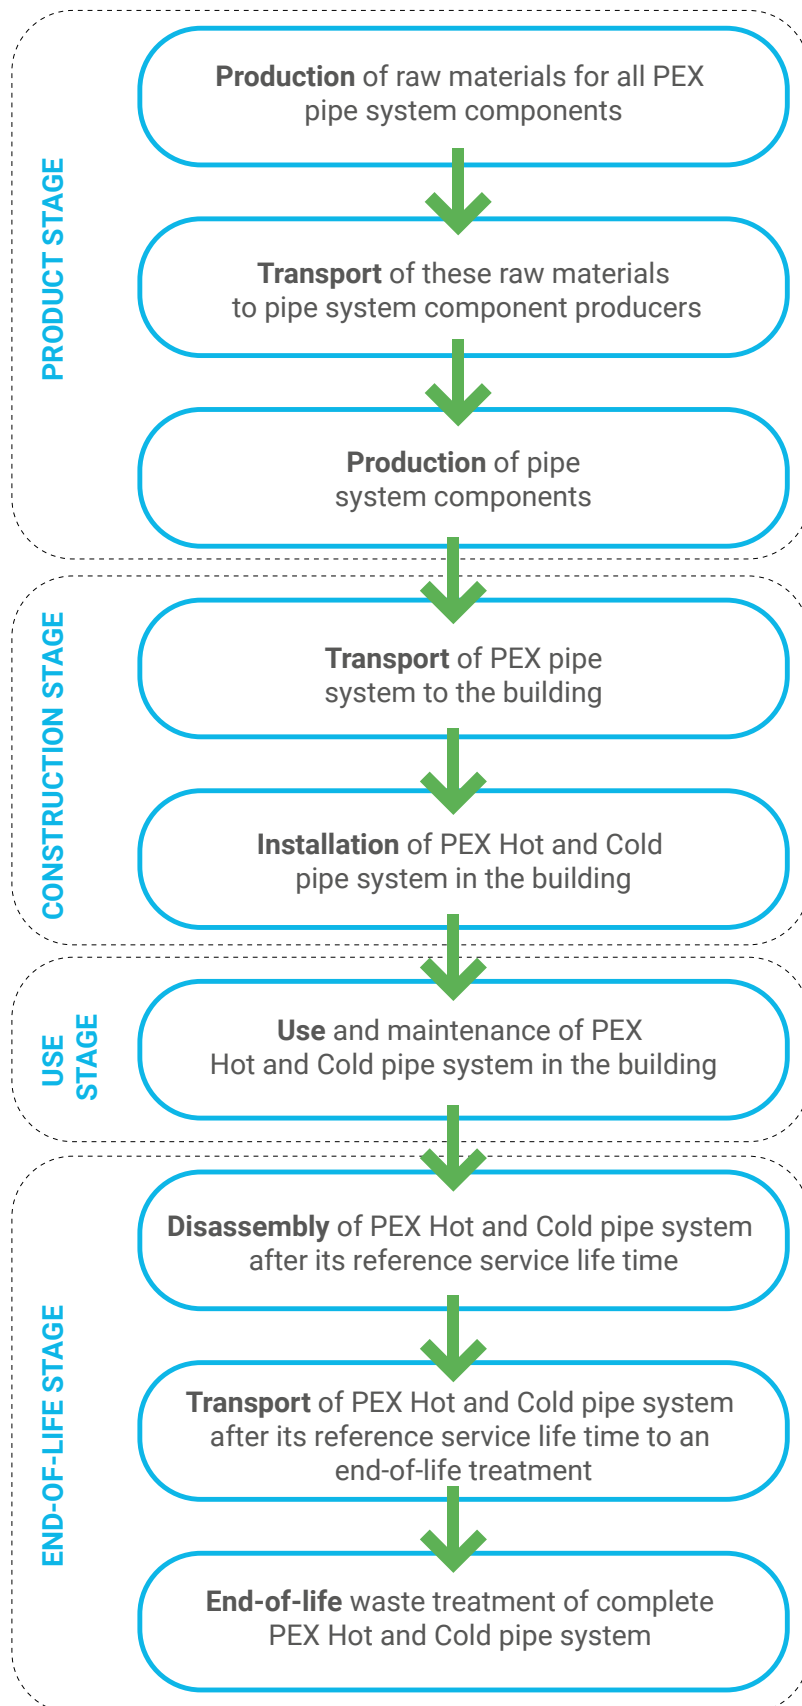 PRODUCT STAGE
Production of raw materials for all PEX
pipe system components
Transport of these raw materials
to pipe system component producers
Production of pipe
system components
CONSTRUCTION STAGE
Transport of PEX pipe
system to the building
Installation of PEX Hot and Cold
pipe system in the building
USE
STAGE
Use and maintenance of PEX
Hot and Cold pipe system in the building
END-OF-LIFE STAGE
Disassembly of PEX Hot and Cold pipe system
after its reference service life time
Transport of PEX Hot and Cold pipe system
after its reference service life time to an
end-of-life treatment
End-of-life waste treatment of complete
PEX Hot and Cold pipe system